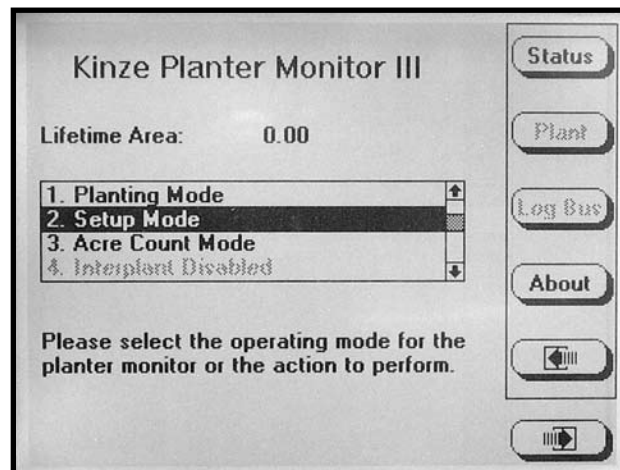 Kinze Planter Monitor III
Lifetime Area: 0.00
1. Planting Mode
2. Setup Mode
3. Acre Count Mode
4. Interplant Disabled
Please select the operating mode for the
planter monitor or the action to perform.
Status
Plant
Log Bus
About